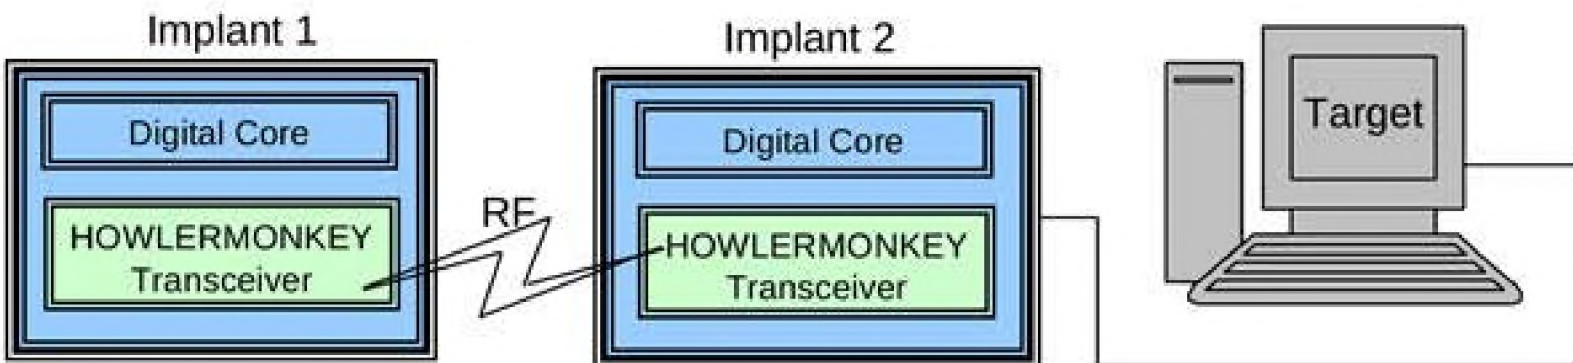 Implant 1
Digital Core
HOWLERMONKEY
Transceiver
RF
Implant 2
Digital Core
HOWLERMONKEY
Transceiver
Target